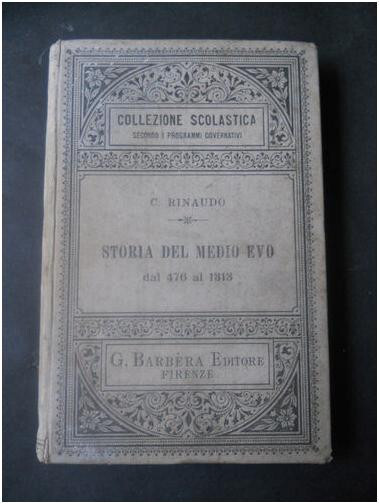 COLLEZIONE SCOLASTICA
SECONDO I PROGRAMMI GOVERNATIVI
C. RINAUDO
STORIA DEL MEDIO EVO
dal 476 al 1313
G. BARBÈRA EDITORE
FIRENZE